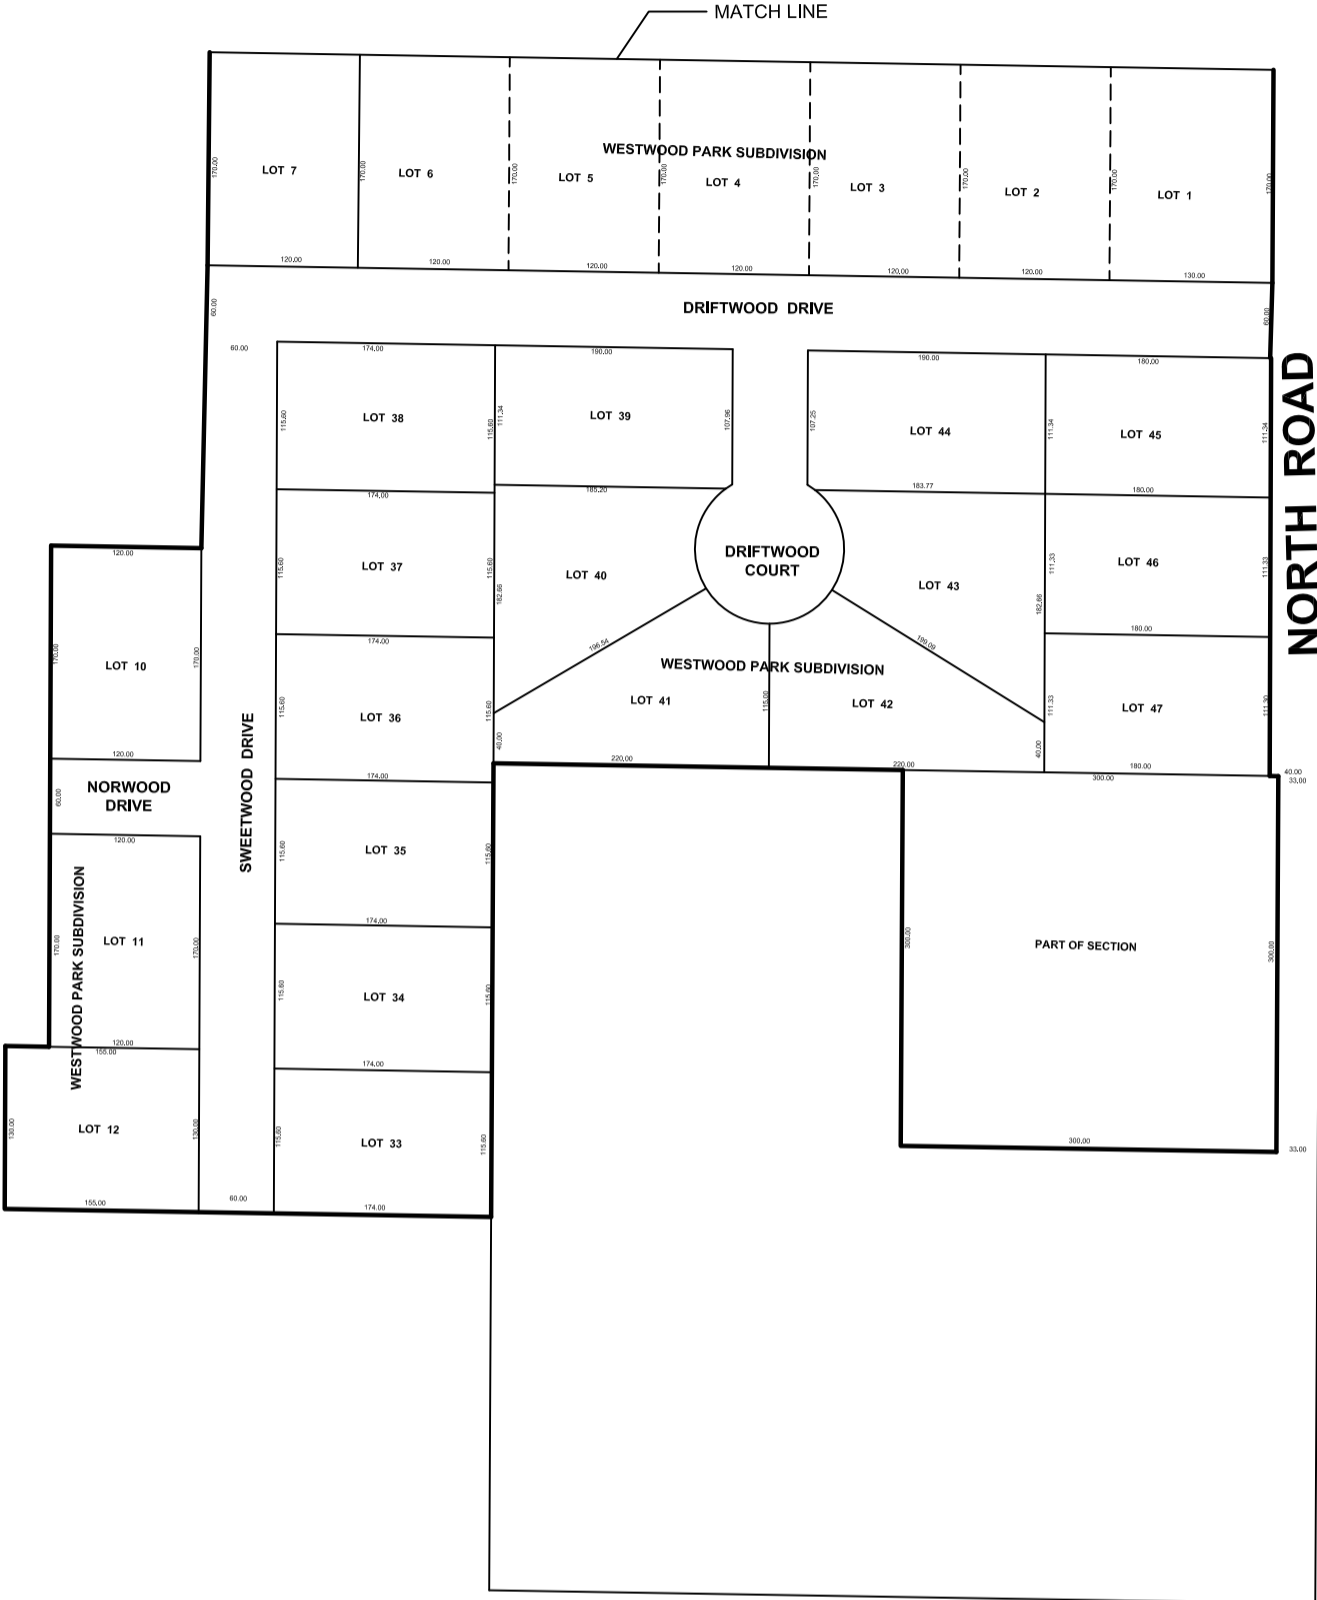 MATCH LINE
WESTWOOD PARK SUBDIVISION
LOT 7
LOT 6
LOT 5
LOT 4
LOT 3
LOT 2
LOT 1
170.00
170.00
170.00
170.00
170.00
170.00
170.00
170.00
120.00
120.00
120.00
120.00
120.00
120.00
130.00
60.00
DRIFTWOOD DRIVE
60.00
60.00
174.00
190.00
190.00
180.00
NORTH ROAD
115.60
LOT 38
115.60
111.34
LOT 39
107.96
107.25
LOT 44
111.34
LOT 45
111.34
174.00
185.20
183.77
180.00
120.00
115.60
LOT 37
115.60
182.66
LOT 40
DRIFTWOOD
COURT
LOT 43
182.66
111.33
LOT 46
111.33
174.00
196.54
199.09
180.00
170.00
LOT 10
170.00
WESTWOOD PARK SUBDIVISION
115.60
LOT 36
115.60
LOT 41
115.00
LOT 42
111.33
LOT 47
111.30
120.00
40.00
220.00
220.00
40.00
180.00
300.00
40.00
33.00
174.00
60.00
NORWOOD
DRIVE
SWEETWOOD DRIVE
120.00
115.60
LOT 35
115.60
174.00
WESTWOOD PARK SUBDIVISION
170.00
LOT 11
170.00
300.00
PART OF SECTION
300.00
115.60
LOT 34
115.60
120.00
155.00
174.00
130.00
LOT 12
130.00
115.60
LOT 33
115.60
300.00
33.00
155.00
60.00
174.00